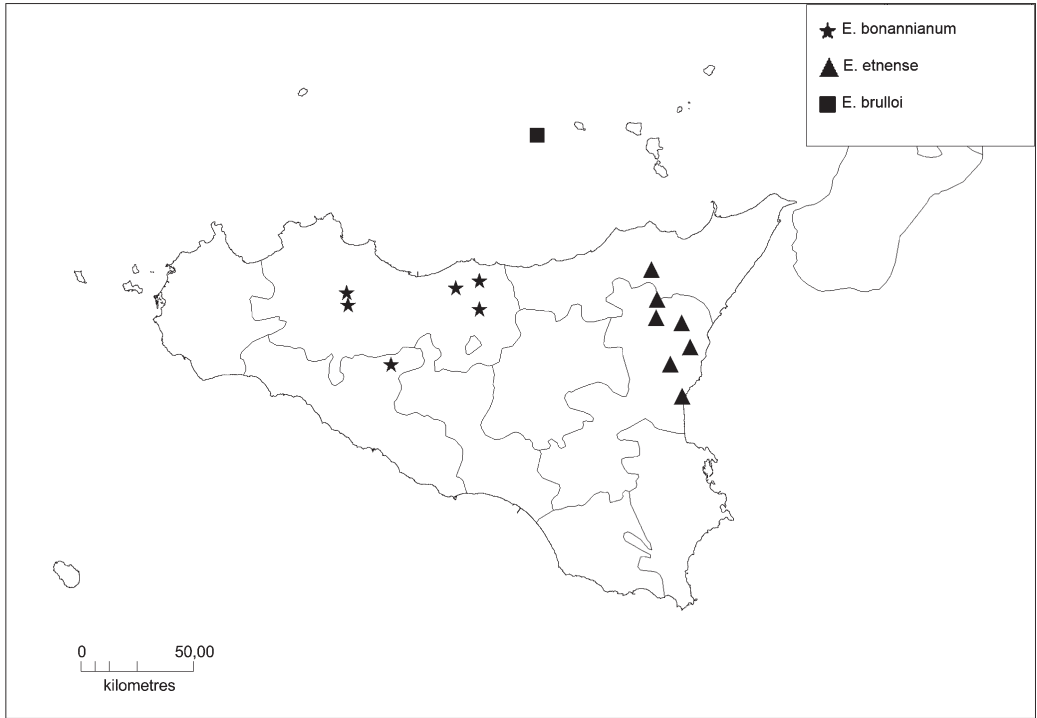 E. bonannianum
E. etnense
E. brulloi
0 50,00
kilometres